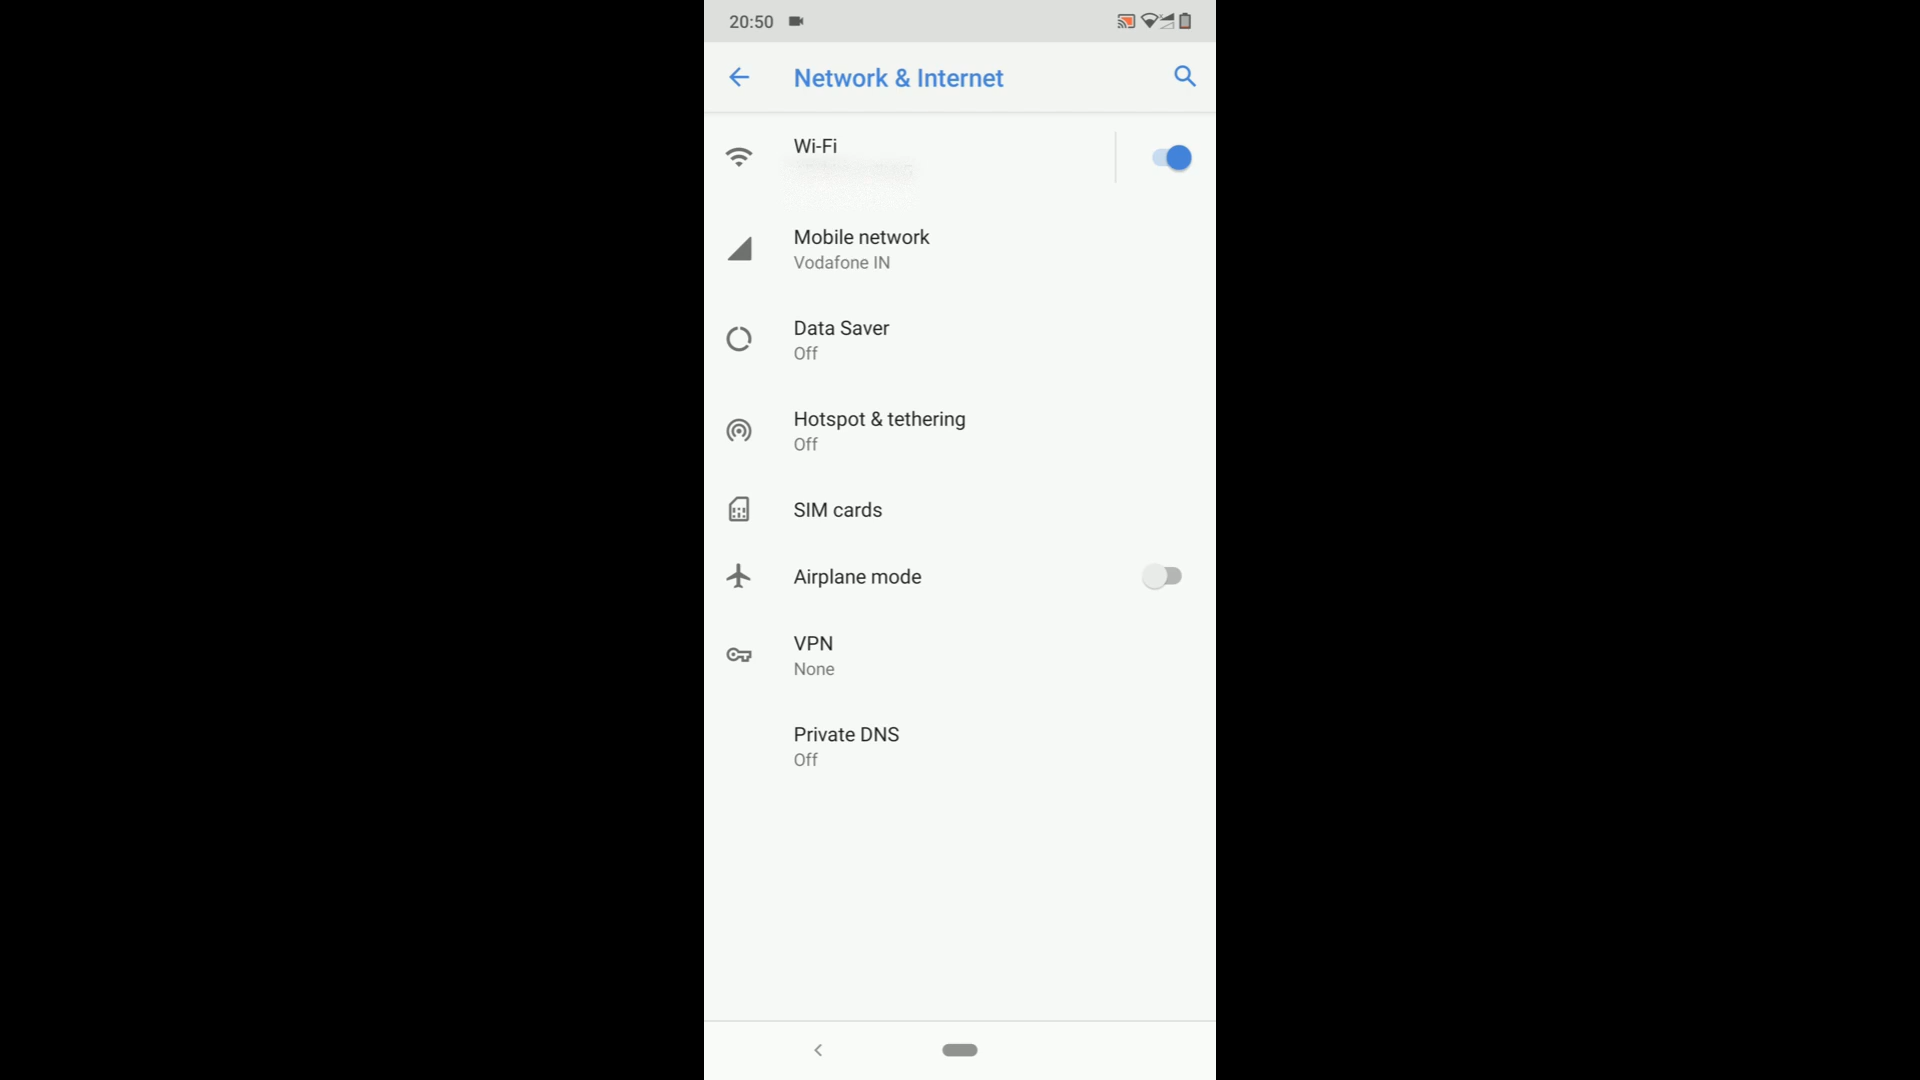 20:50
Network & Internet
Wi-Fi
Mobile network
Vodafone IN
Data Saver
Off
Hotspot & tethering
Off
SIM cards
Airplane mode
VPN
None
Private DNS
Off